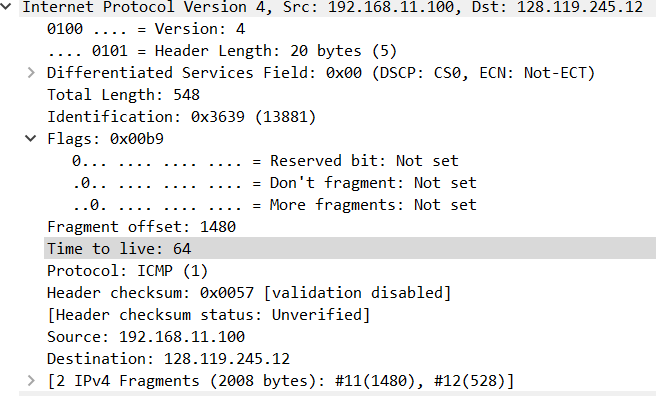 Internet Protocol Version 4, Src: 192.168.11.100, Dst: 128.119.245.12
0100 .... = Version: 4
.... 0101 = Header Length: 20 bytes (5)
Differentiated Services Field: 0x00 (DSCP: CS0, ECN: Not-ECT)
Total Length: 548
Identification: 0x3639 (13881)
Flags: 0x00b9
0... .... .... .... = Reserved bit: Not set
.0.. .... .... .... = Don't fragment: Not set
..0. .... .... .... = More fragments: Not set
Fragment offset: 1480
Time to live: 64
Protocol: ICMP (1)
Header checksum: 0x0057 [validation disabled]
[Header checksum status: Unverified]
Source: 192.168.11.100
Destination: 128.119.245.12
[2 IPv4 Fragments (2008 bytes): #11(1480), #12(528)]